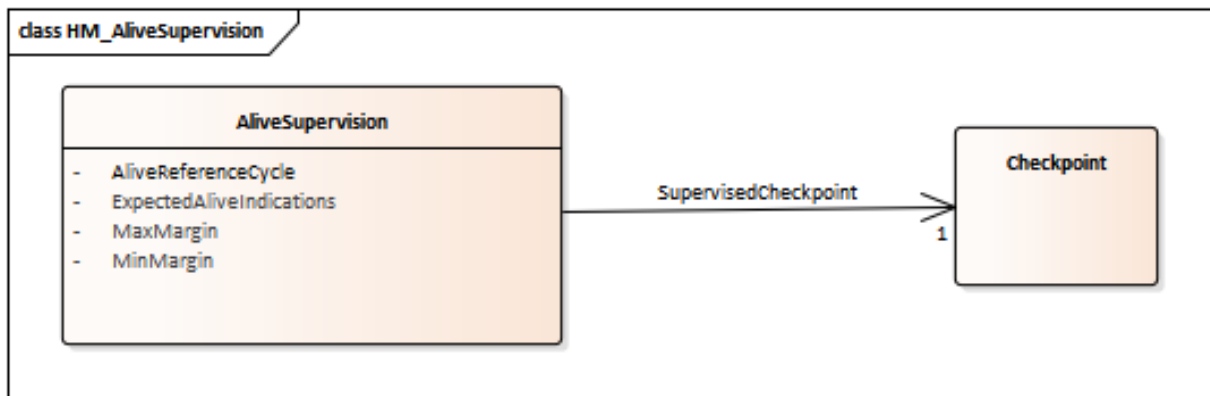 class HM_AliveSupervision
AliveSupervision
- AliveReferenceCycle
- ExpectedAliveIndications
- MaxMargin
- MinMargin
SupervisedCheckpoint
1
Checkpoint